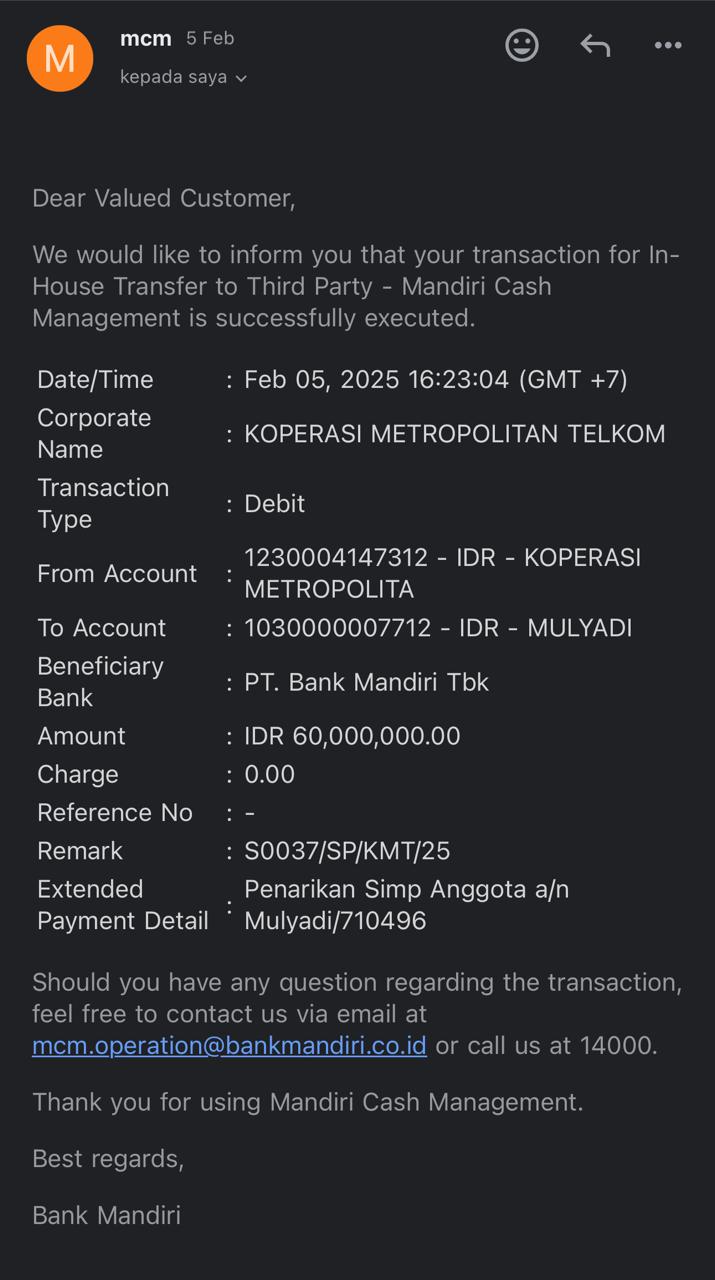 M
mcm 5 Feb
kepada saya
Dear Valued Customer,
We would like to inform you that your transaction for In-
House Transfer to Third Party - Mandiri Cash
Management is successfully executed.
Date/Time : Feb 05, 2025 16:23:04 (GMT +7)
Corporate
Name : KOPERASI METROPOLITAN TELKOM
Transaction
Type : Debit
From Account : 1230004147312 - IDR - KOPERASI
METROPOLITA
To Account : 1030000007712 - IDR - MULYADI
Beneficiary
Bank : PT. Bank Mandiri Tbk
Amount : IDR 60,000,000.00
Charge : 0.00
Reference No : -
Remark : S0037/SP/KMT/25
Extended Payment Detail : Penarikan Simp Anggota a/n
Mulyadi/710496
Should you have any question regarding the transaction,
feel free to contact us via email at
mcm.operation@bankmandiri.co.id or call us at 14000.
Thank you for using Mandiri Cash Management.
Best regards,
Bank Mandiri